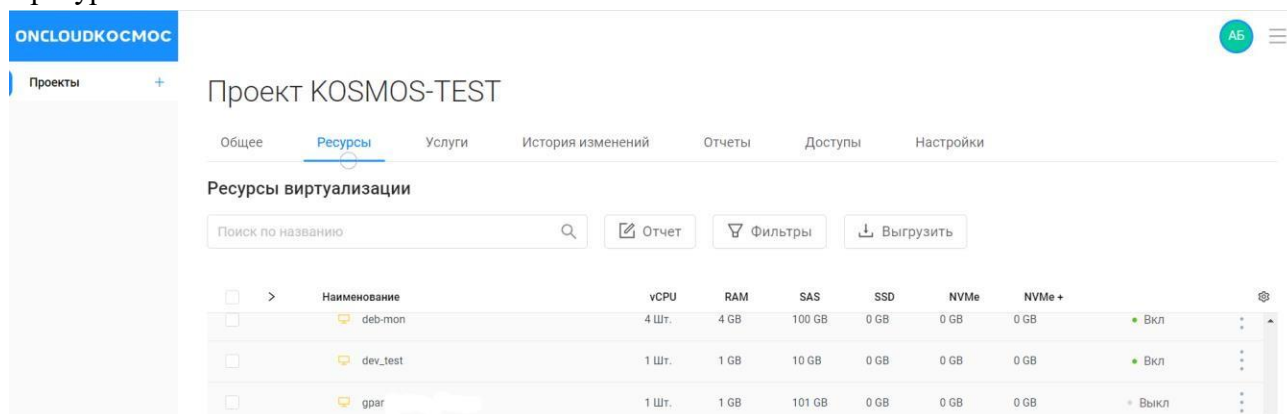 ONCLOUDКОСМОС
АБ
Проекты +
Проект KOSMOS-TEST
Общее Ресурсы Услуги История изменений Отчеты Доступы Настройки
Ресурсы виртуализации
Поиск по названию Отчет Фильтры Выгрузить
> Наименование vCPU RAM SAS SSD NVMe NVMe +
deb-mon 4 Шт. 4 GB 100 GB 0 GB 0 GB 0 GB Вкл
dev_test 1 Шт. 1 GB 10 GB 0 GB 0 GB 0 GB Вкл
gpar 1 Шт. 1 GB 101 GB 0 GB 0 GB 0 GB Выкл